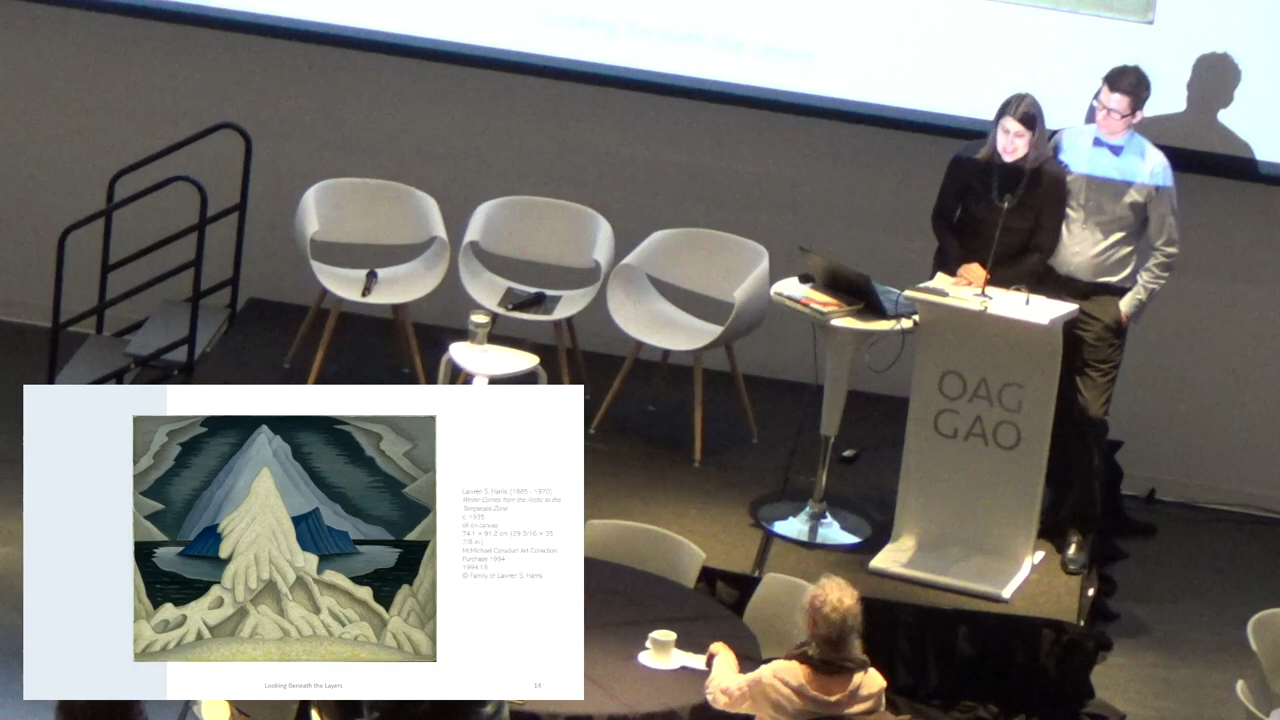 OAG
GAO
Lawren S. Harris (1885 - 1970)
Winter Comes from the Arctic to the
Temperate Zone
c. 1935
oil on canvas
74.1 × 91.2 cm (29 3/16 × 35
7/8 in.)
McMichael Canadian Art Collection
Purchase 1994
1994.13
© Family of Lawren S. Harris
Looking Beneath the Layers
14